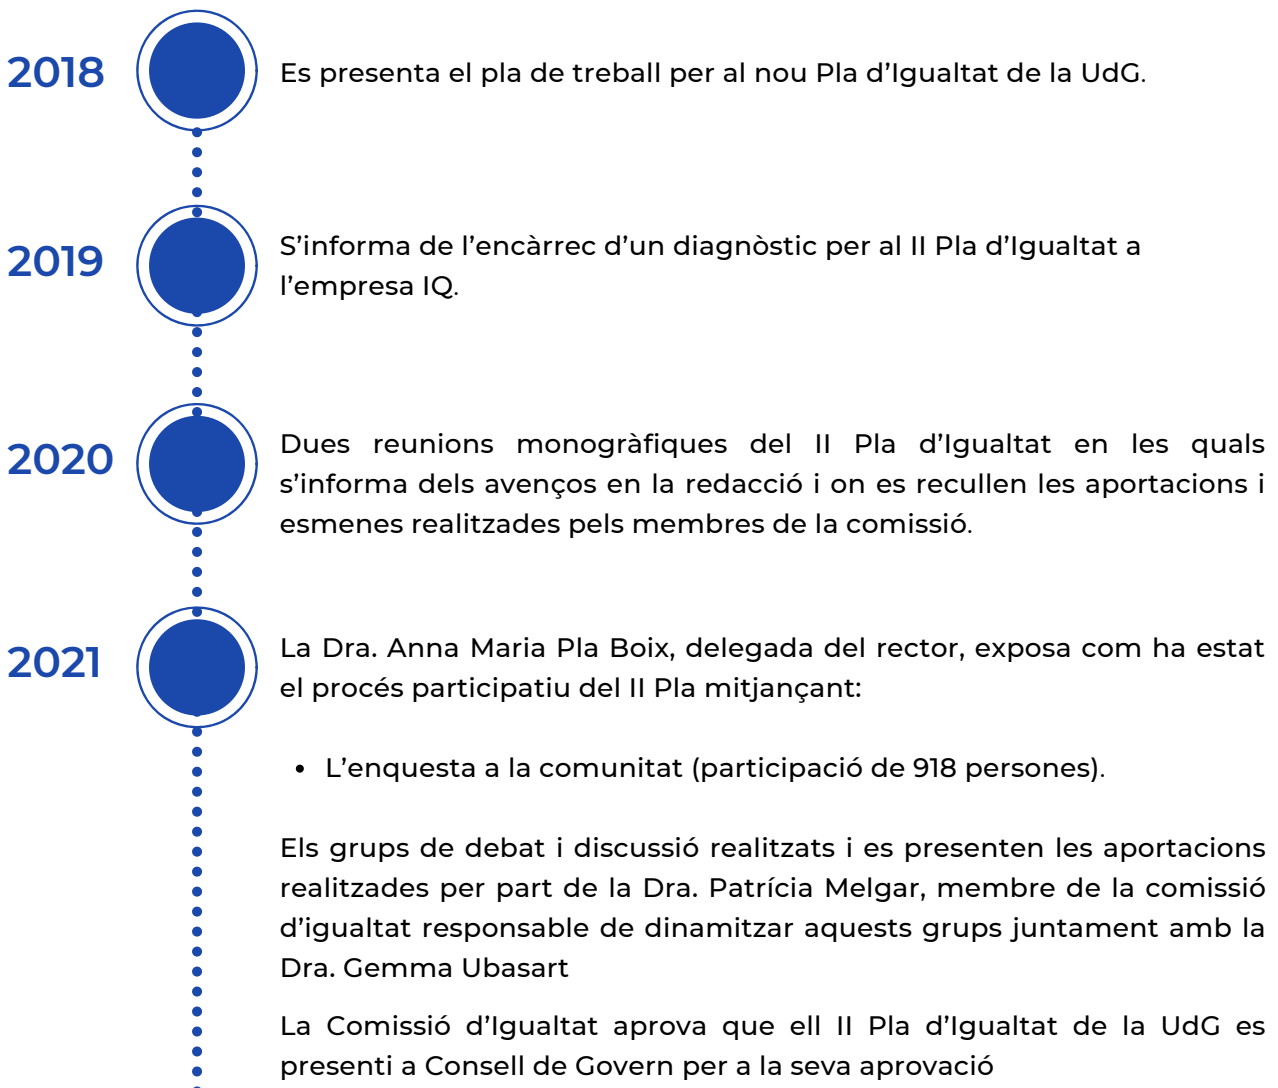 2018
Es presenta el pla de treball per al nou Pla d’Igualtat de la UdG.
2019
S’informa de l’encàrrec d’un diagnòstic per al II Pla d’Igualtat a
l’empresa IQ.
2020
Dues reunions monogràfiques del II Pla d’Igualtat en les quals
s’informa dels avenços en la redacció i on es recullen les aportacions i
esmenes realitzades pels membres de la comissió.
2021
La Dra. Anna Maria Pla Boix, delegada del rector, exposa com ha estat
el procés participatiu del II Pla mitjançant:
• L’enquesta a la comunitat (participació de 918 persones).
Els grups de debat i discussió realitzats i es presenten les aportacions
realitzades per part de la Dra. Patrícia Melgar, membre de la comissió
d’igualtat responsable de dinamitzar aquests grups juntament amb la
Dra. Gemma Ubasart
La Comissió d’Igualtat aprova que ell II Pla d’Igualtat de la UdG es
presenti a Consell de Govern per a la seva aprovació